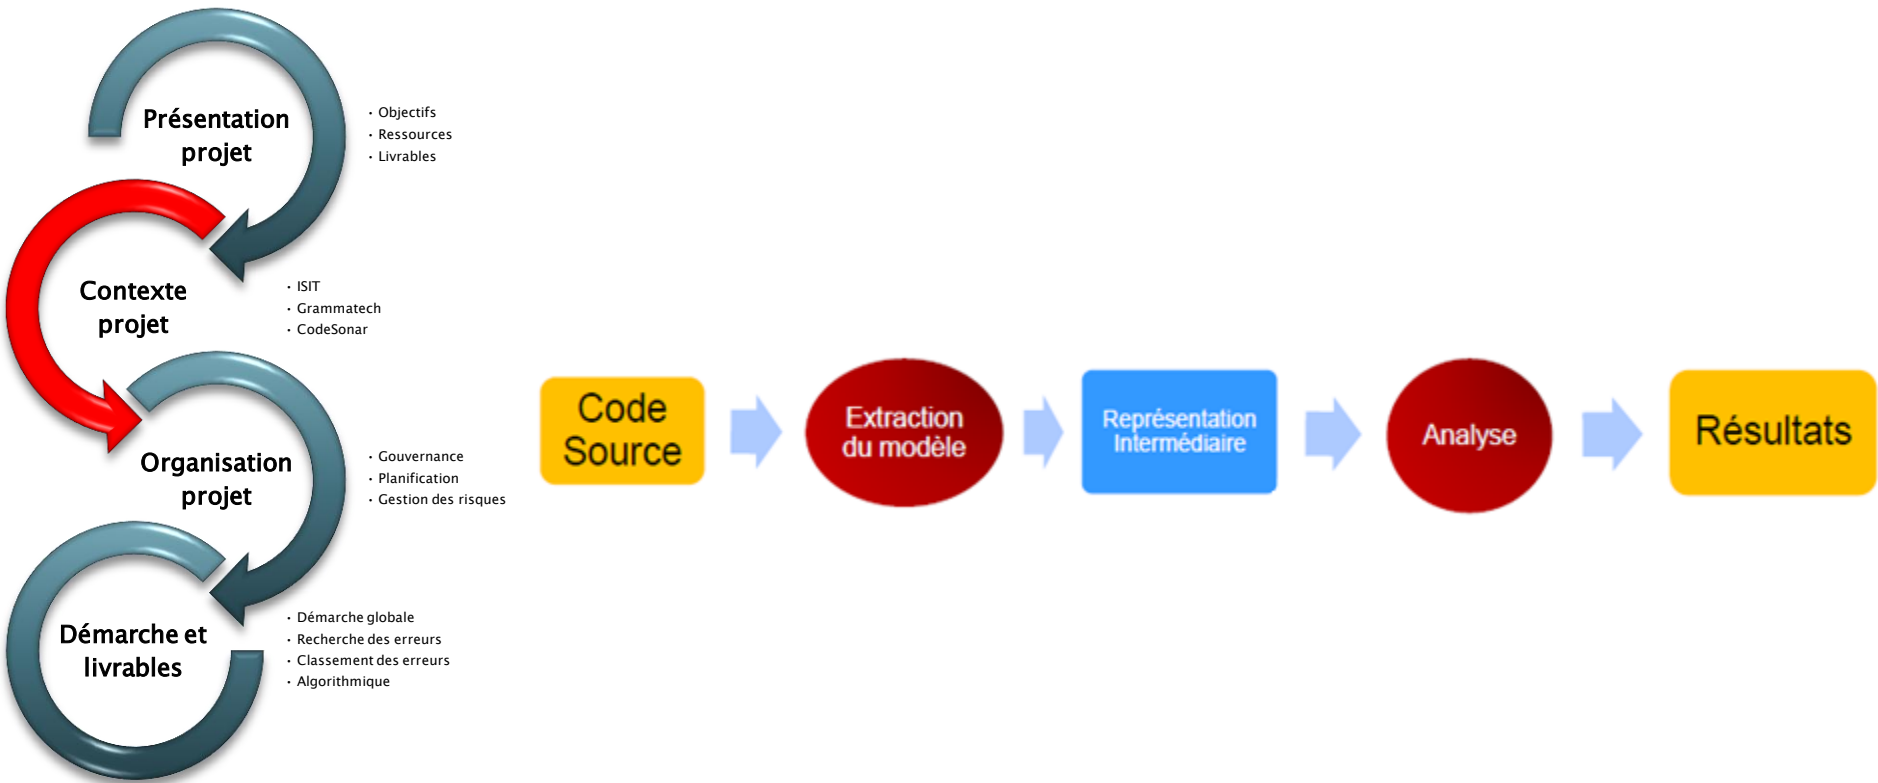 Présentation
projet
· Objectifs
· Ressources
· Livrables
Contexte
projet
· ISIT
· Grammatech
· CodeSonar
Organisation
projet
· Gouvernance
· Planification
· Gestion des risques
Démarche et
livrables
· Démarche globale
· Recherche des erreurs
· Classement des erreurs
· Algorithmique
Code
Source
Extraction
du modèle
Représentation
Intermédiaire
Analyse
Résultats